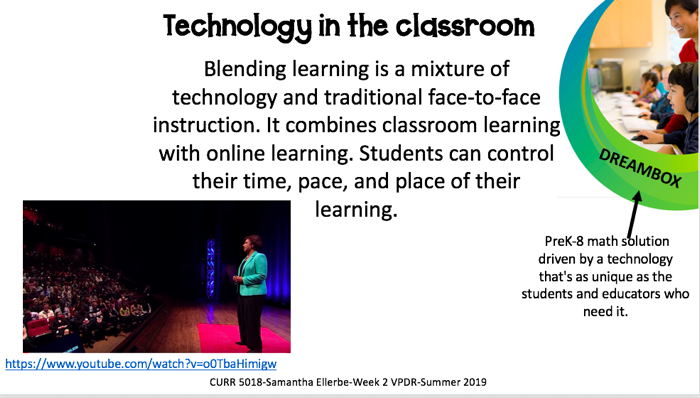 Technology in the classroom
Blending learning is a mixture of
technology and traditional face-to-face
instruction. It combines classroom learning
with online learning. Students can control
their time, pace, and place of their
learning.
DREAMBOX
PreK-8 math solution
driven by a technology
that's as unique as the
students and educators who
need it.
https://www.youtube.com/watch?v=o0TbaHimigw
CURR 5018-Samantha Ellerbe-Week 2 VPDR-Summer 2019